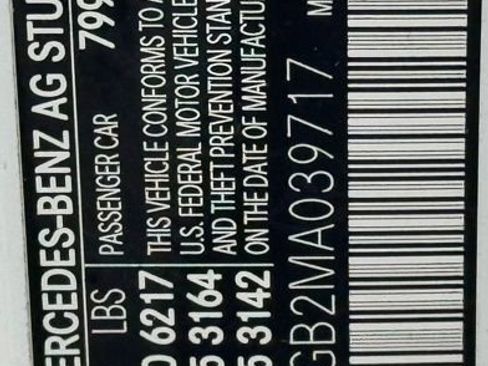 ERCEDES-BENZ AG STU
799
LBS PASSENGER CAR
0 6217 THIS VEHICLE CONFORMS TO A
5 3164 U.S. FEDERAL MOTOR VEHICLE
5 3142 AND THEFT PREVENTION STAN
ON THE DATE OF MANUFACTU
GB2MA039717
M